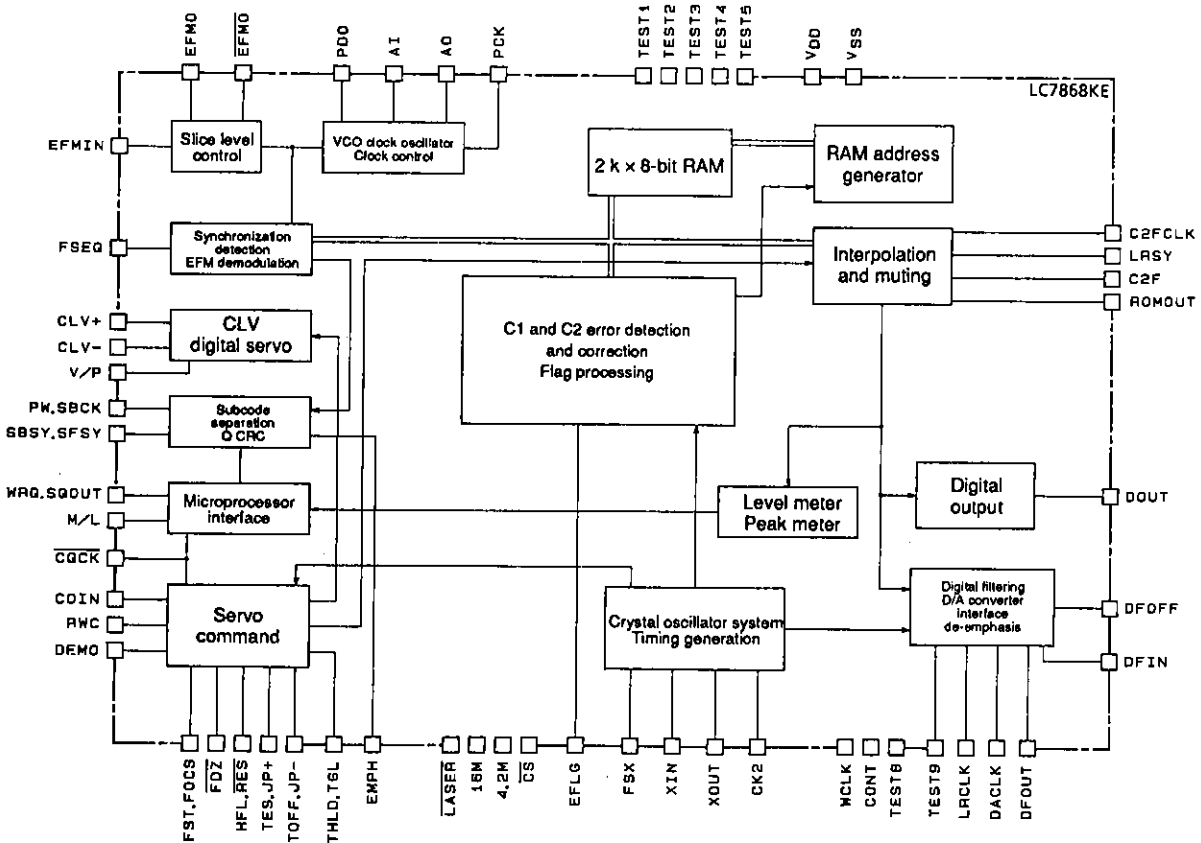 EFMO
EFMO
PDO
AI
AO
PCK
TEST1
TEST2
TEST3
TEST4
TEST5
VDD
VSS
LC7868KE
EFMIN
Slice level
control
VCO clock oscillator
Clock control
2 k × 8-bit RAM
RAM address
generator
FSEQ
Synchronization
detection
EFM demodulation
Interpolation
and muting
C2FCLK
LRSY
C2F
ROMOUT
CLV+
CLV-
V/P
CLV
digital servo
C1 and C2 error detection
and correction
Flag processing
PW,SBCK
SBSY,SFSY
Subcode
separation
Q CRC
WRQ,SQOUT
M/L
CQCK
Microprocessor
interface
Level meter
Peak meter
Digital
output
DOUT
COIN
RWC
DEMO
Servo
command
Crystal oscillator system
Timing generation
Digital filtering
D/A converter
interface
de-emphasis
DFOFF
DFIN
FST,FOCS
FDZ
HFL,RES
TES,JP+
TOFF,JP-
THLD,T6L
EMPH
LASER
16M
4.2M
CS
EFLG
FSX
XIN
XOUT
CK2
WCLK
CONT
TEST8
TEST9
LRCLK
DACLK
DFOUT